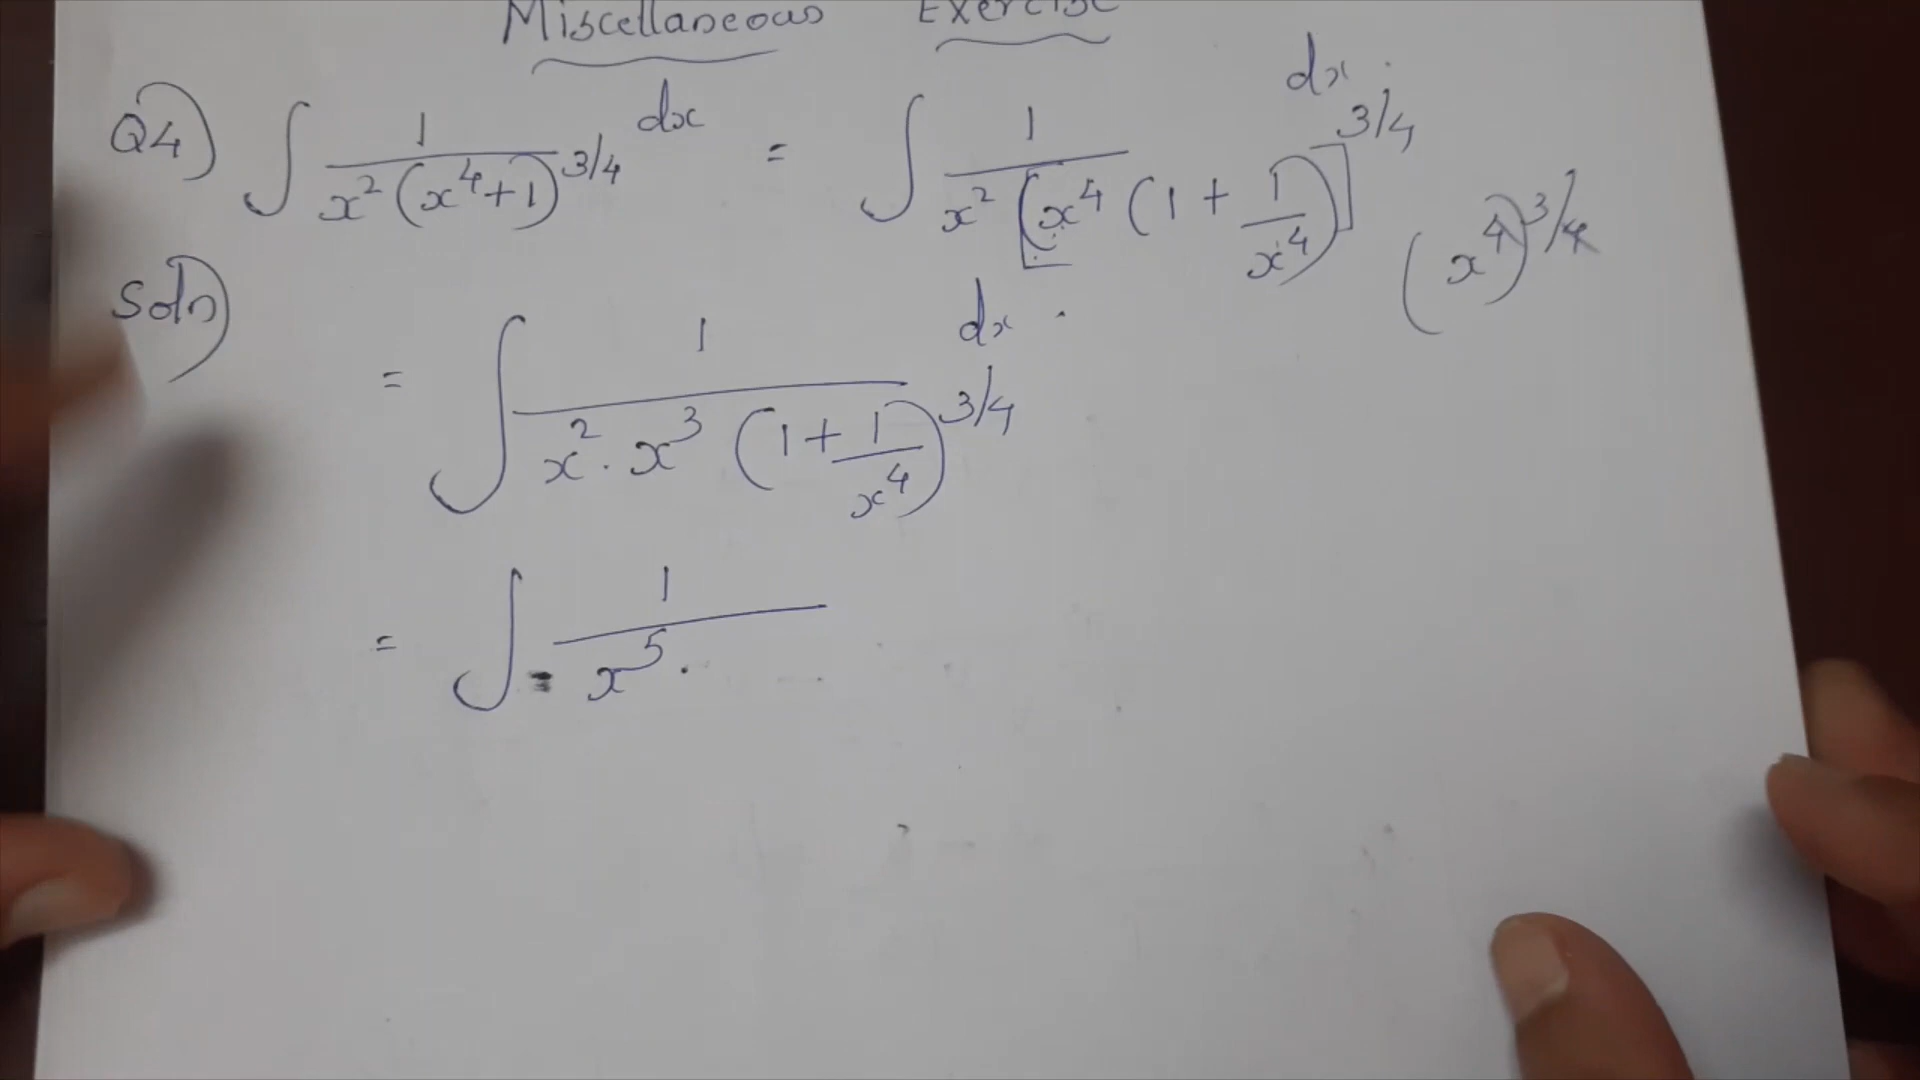 Miscellaneous Exercise
Q4) ∫ 1/(x²(x⁴+1)^(3/4)) dx = ∫ 1/(x²[x⁴(1+1/x⁴)]^(3/4)) dx (x⁴)^(3/4)
Soln)
= ∫ 1/(x².x³(1+1/x⁴)^(3/4)) dx.
= ∫ 1/(x⁵.